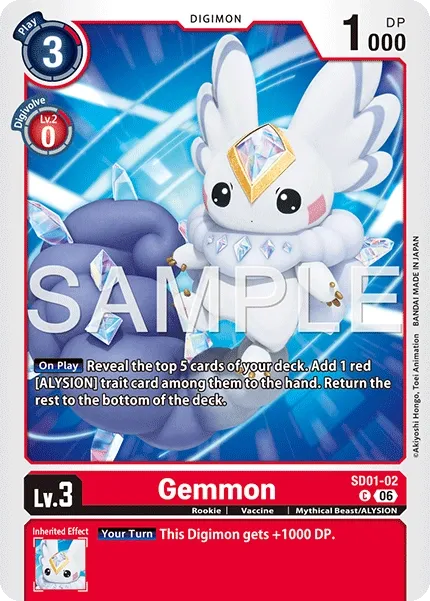 Play
3
DIGIMON
DP
1000
Digivolve
Lv.2
0
SAMPLE
On Play Reveal the top 5 cards of your deck. Add 1 red
[ALYSION] trait card among them to the hand. Return the
rest to the bottom of the deck.
©Akiyoshi Hongo, Toei Animation BANDAI MADE IN JAPAN
Lv.3
Gemmon
SD01-02
C 06
Rookie | Vaccine | Mythical Beast/ALYSION
Inherited Effect
Your Turn This Digimon gets +1000 DP.